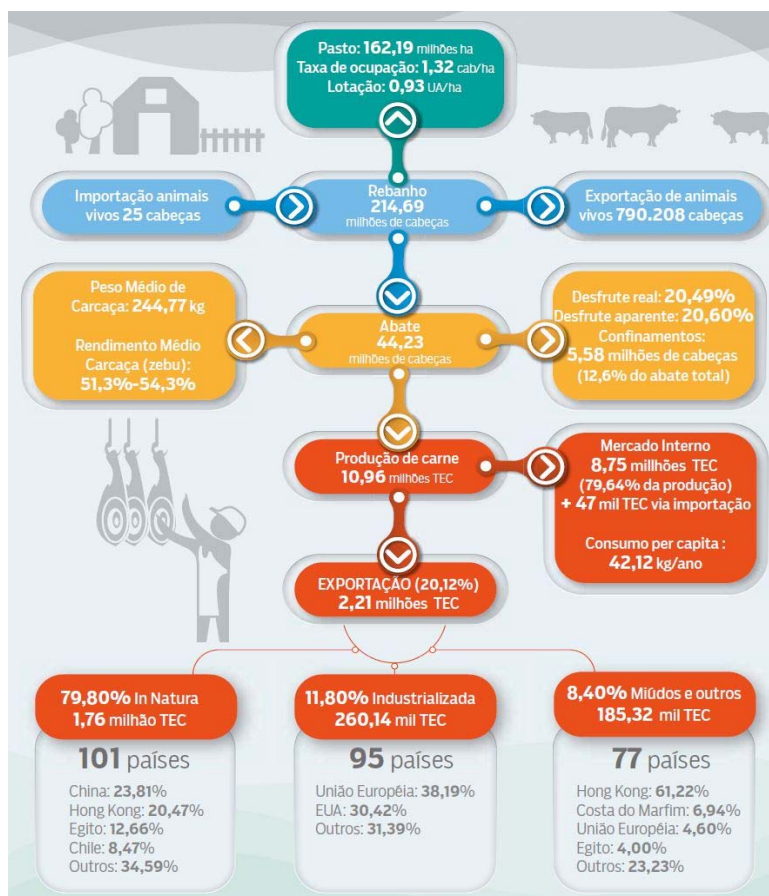 Pasto: 162,19 milhões ha
Taxa de ocupação: 1,32 cab/ha
Lotação: 0,93 UA/ha
Importação animais
vivos 25 cabeças
Rebanho
214,69
milhões de cabeças
Exportação de animais
vivos 790.208 cabeças
Peso Médio de
Carcaça: 244,77 kg
Rendimento Médio
Carcaça (zebu):
51,3%-54,3%
Abate
44,23
milhões de cabeças
Desfrute real: 20,49%
Desfrute aparente: 20,60%
Confinamentos:
5,58 milhões de cabeças
(12,6% do abate total)
Produção de carne
10,96 milhões TEC
Mercado Interno
8,75 millhões TEC
(79,64% da produção)
+ 47 mil TEC via importação
Consumo per capita :
42,12 kg/ano
EXPORTAÇÃO (20,12%)
2,21 milhões TEC
79,80% In Natura
1,76 milhão TEC
101 países
China: 23,81%
Hong Kong: 20,47%
Egito: 12,66%
Chile: 8,47%
Outros: 34,59%
11,80% Industrializada
260,14 mil TEC
95 países
União Européia: 38,19%
EUA: 30,42%
Outros: 31,39%
8,40% Miúdos e outros
185,32 mil TEC
77 países
Hong Kong: 61,22%
Costa do Marfim: 6,94%
União Européia: 4,60%
Egito: 4,00%
Outros: 23,23%